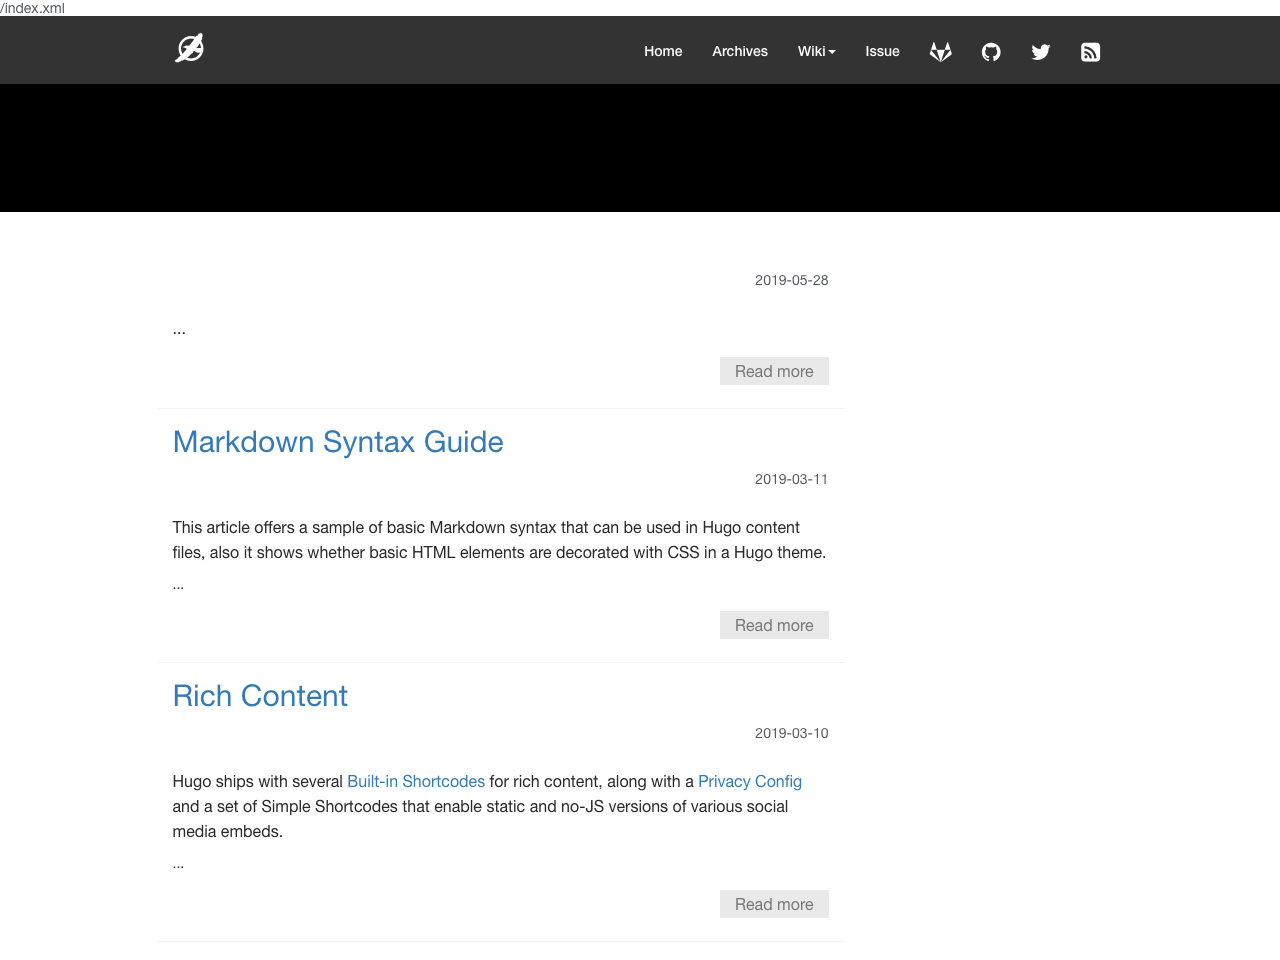 /index.xml
Home Archives Wiki Issue
2019-05-28
...
Read more
Markdown Syntax Guide
2019-03-11
This article offers a sample of basic Markdown syntax that can be used in Hugo content
files, also it shows whether basic HTML elements are decorated with CSS in a Hugo theme.
...
Read more
Rich Content
2019-03-10
Hugo ships with several Built-in Shortcodes for rich content, along with a Privacy Config
and a set of Simple Shortcodes that enable static and no-JS versions of various social
media embeds.
...
Read more